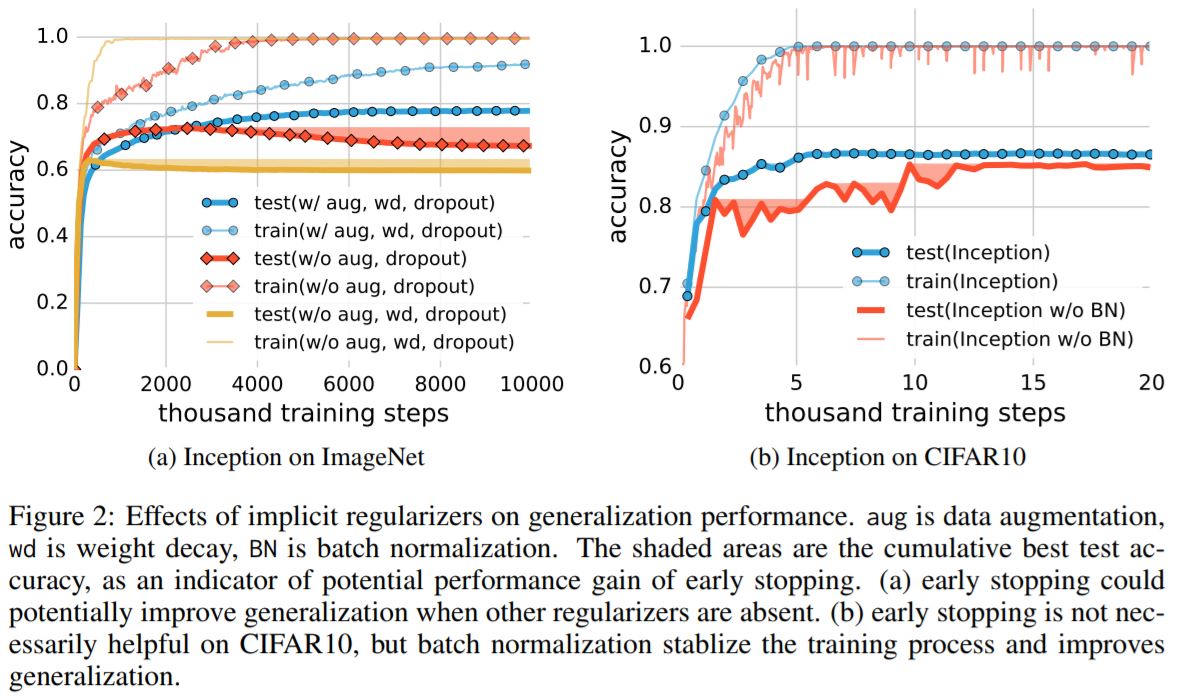 1.0
0.8
0.6
0.4
0.2
0.0
accuracy
test(w/ aug, wd, dropout)
train(w/ aug, wd, dropout)
test(w/o aug, dropout)
train(w/o aug, dropout)
test(w/o aug, wd, dropout)
train(w/o aug, wd, dropout)
0 2000 4000 6000 8000 10000
thousand training steps
(a) Inception on ImageNet
1.0
0.9
0.8
0.7
0.6
accuracy
test(Inception)
train(Inception)
test(Inception w/o BN)
train(Inception w/o BN)
0 5 10 15 20
thousand training steps
(b) Inception on CIFAR10
Figure 2: Effects of implicit regularizers on generalization performance. aug is data augmentation,
wd is weight decay, BN is batch normalization. The shaded areas are the cumulative best test ac-
curacy, as an indicator of potential performance gain of early stopping. (a) early stopping could
potentially improve generalization when other regularizers are absent. (b) early stopping is not nec-
essarily helpful on CIFAR10, but batch normalization stablize the training process and improves
generalization.